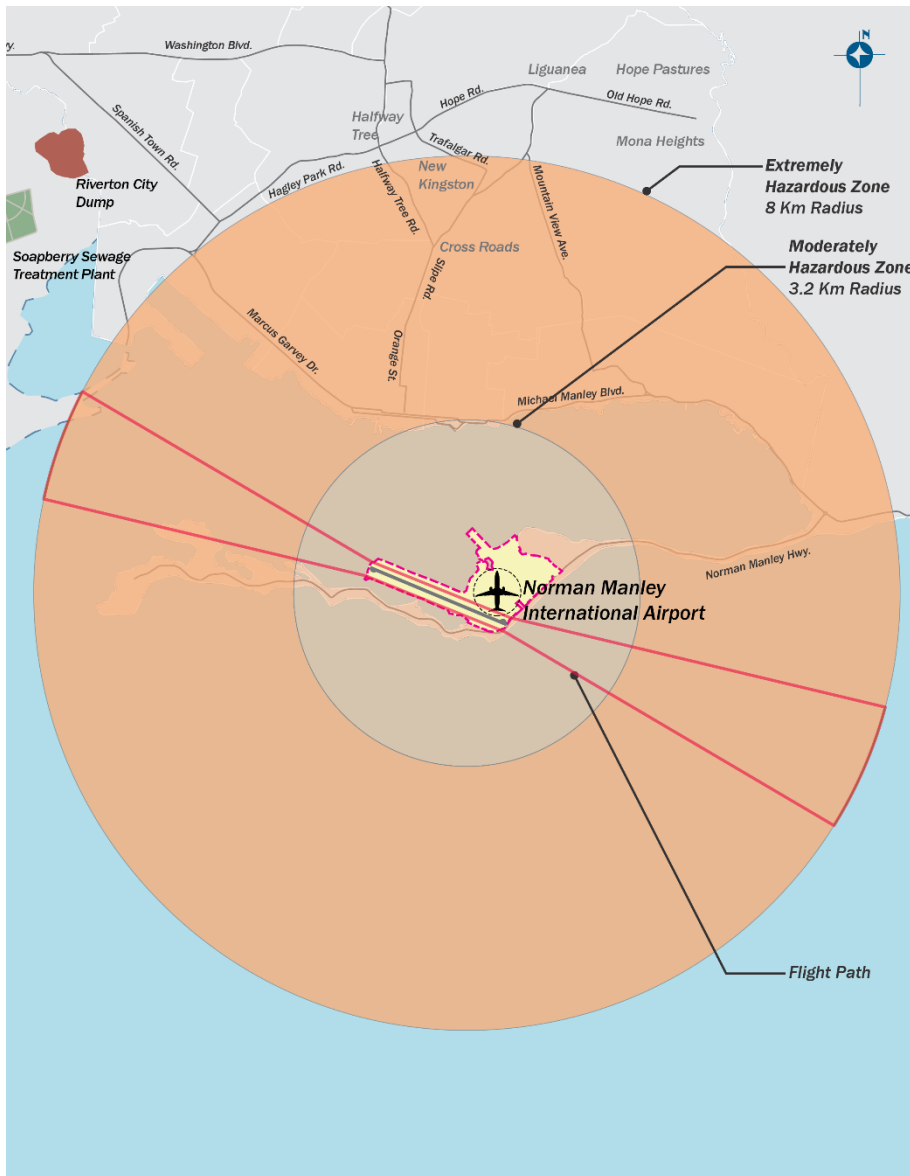 N
Washington Blvd.
vy.
Liguanea
Hope Pastures
Hope Rd.
Old Hope Rd.
Spanish Town Rd.
Halfway
Tree
Trafalgar Rd.
Mona Heights
Riverton City
Dump
Hagley Park Rd.
Halfway Tree Rd.
New
Kingston
Mountain View Ave.
Extremely
Hazardous Zone
8 Km Radius
Soapberry Sewage
Treatment Plant
Cross Roads
Slipe Rd.
Moderately
Hazardous Zone
3.2 Km Radius
Marcus Garvey Dr.
Orange St.
Michael Manley Blvd.
Norman Manley Hwy.
Norman Manley
International Airport
Flight Path